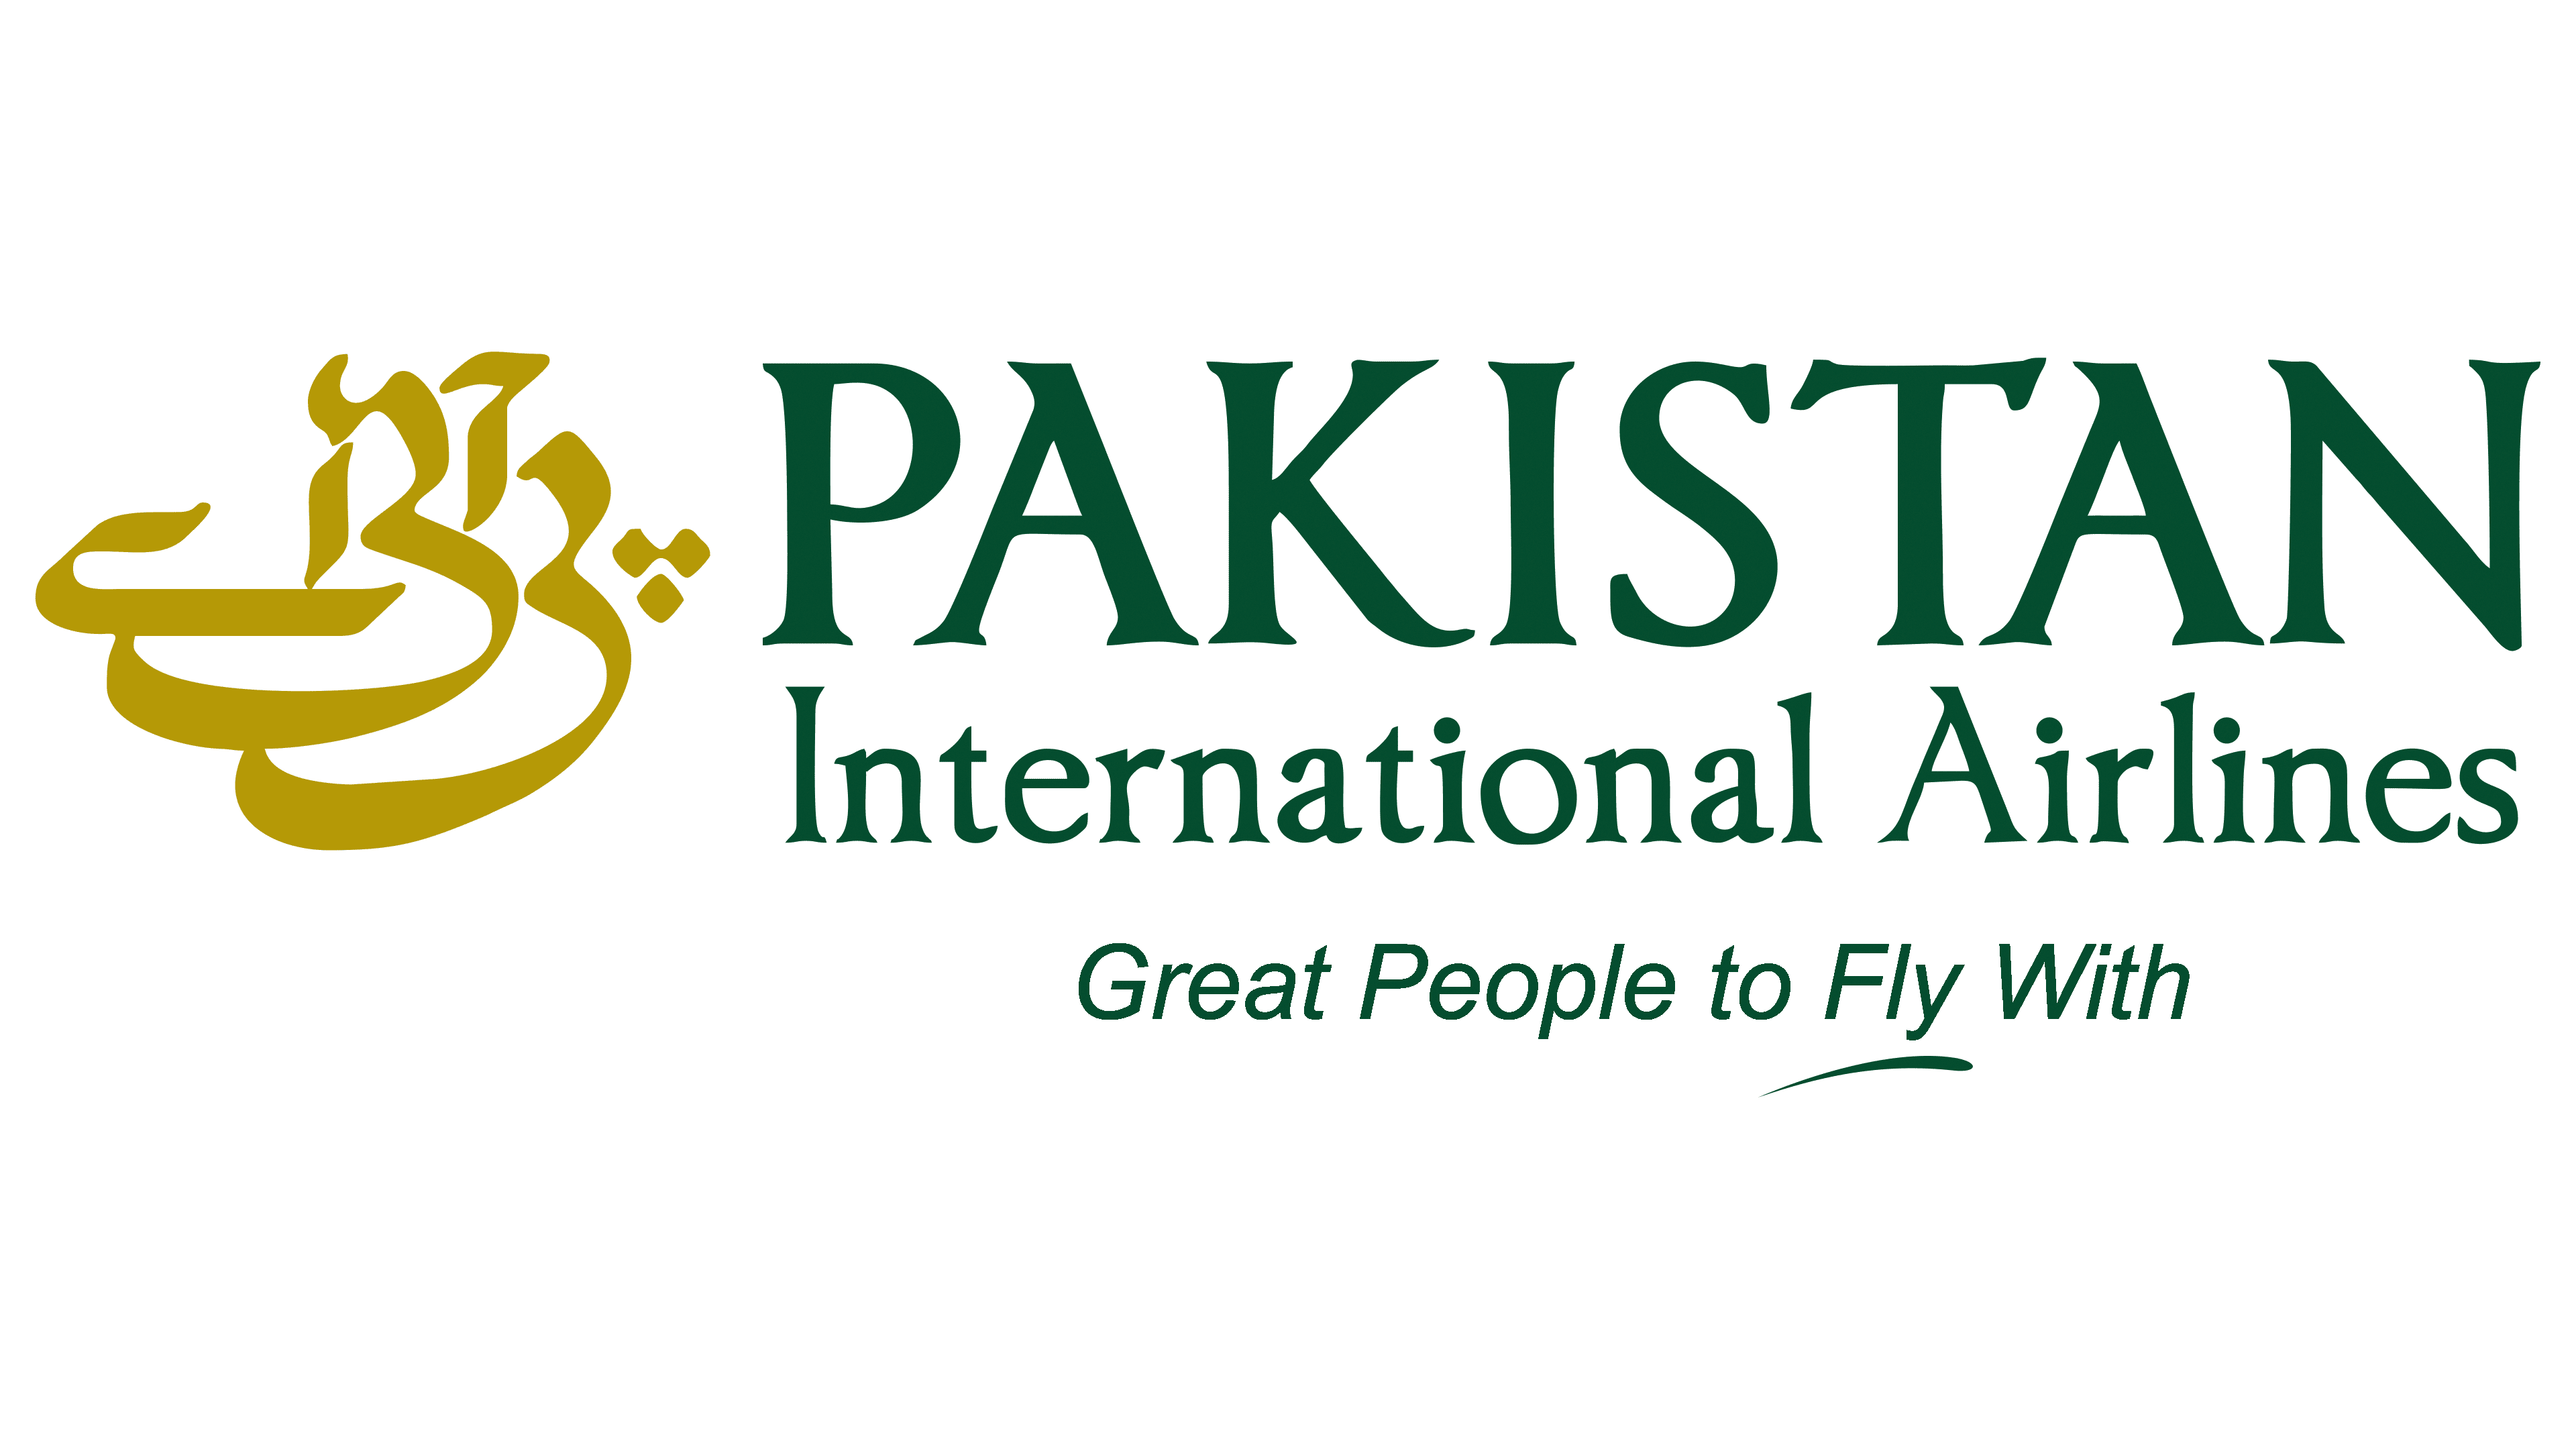 پی آئی اے
PAKISTAN
International Airlines
Great People to Fly With